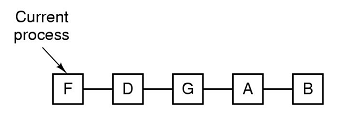 Current
process
F D G A B